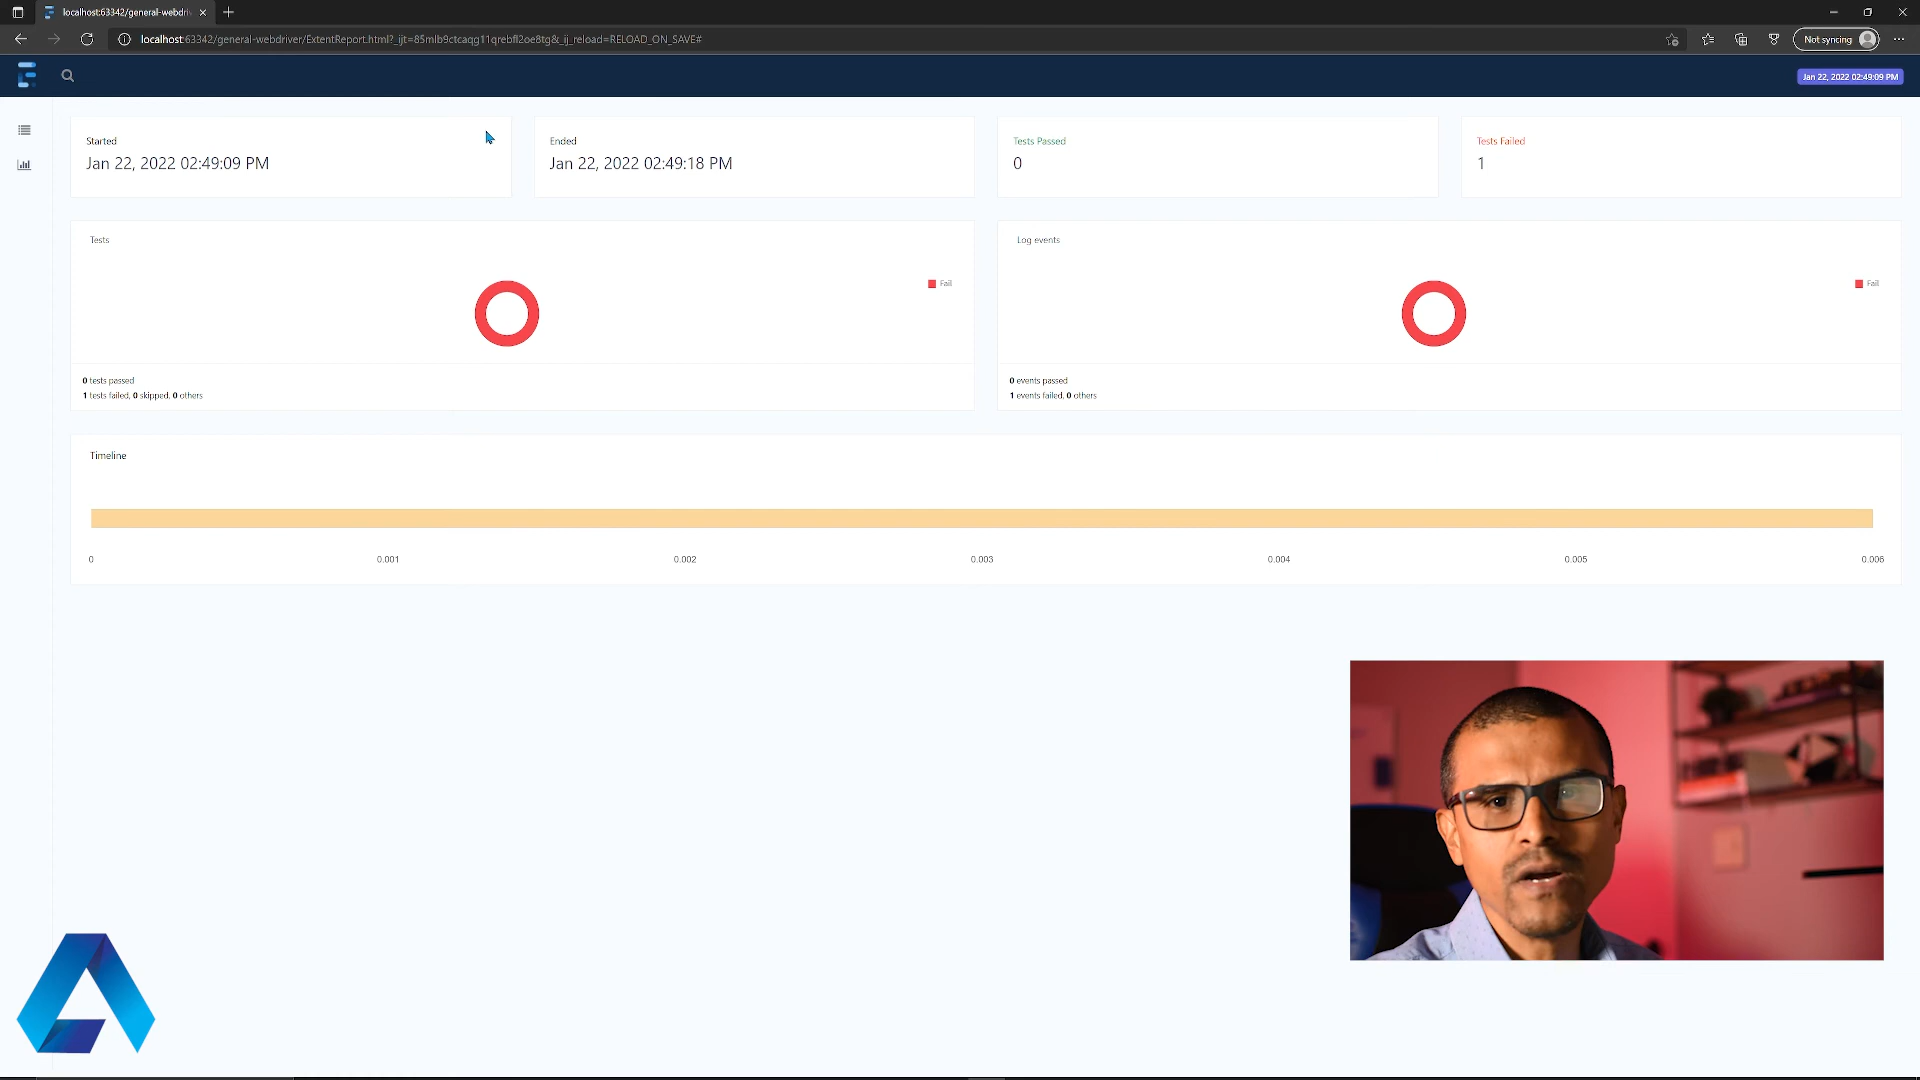 localhost:63342/general-webdriv
localhost:63342/general-webdriver/ExtentReport.html?_ijt=85mlb9ctcaqg11qrebfl2oe8tg&_ij_reload=RELOAD_ON_SAVE#
Not syncing
Jan 22, 2022 02:49:09 PM
Started
Jan 22, 2022 02:49:09 PM
Ended
Jan 22, 2022 02:49:18 PM
Tests Passed
0
Tests Failed
1
Tests
Fail
0 tests passed
1 tests failed, 0 skipped, 0 others
Log events
Fail
0 events passed
1 events failed, 0 others
Timeline
0 0.001 0.002 0.003 0.004 0.005 0.006